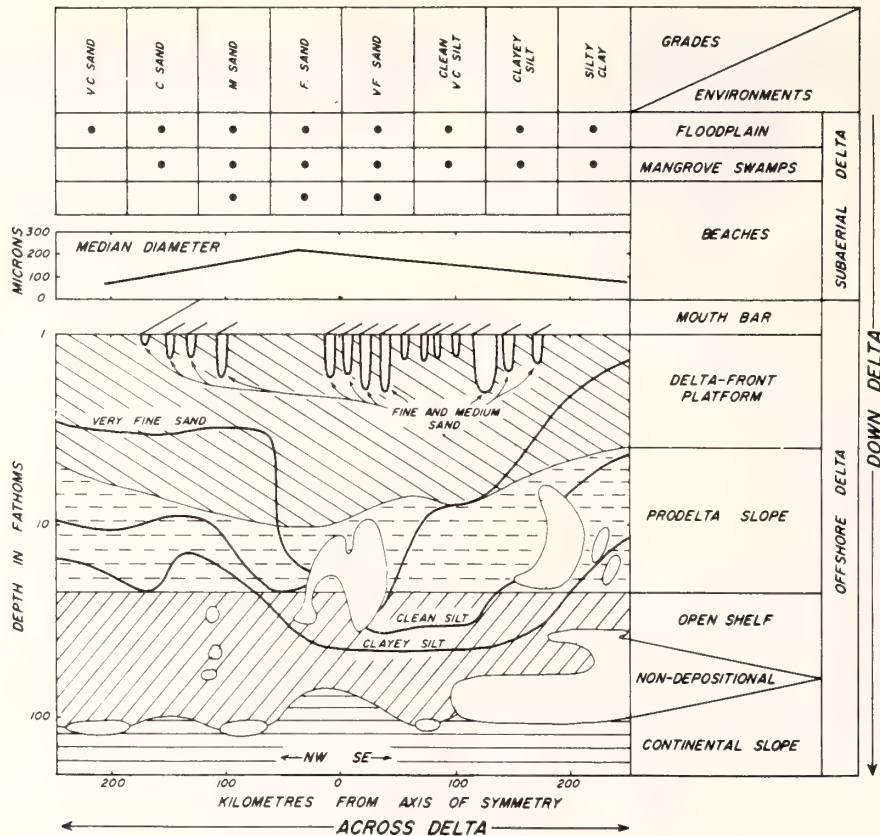 VC SAND
C SAND
M SAND
F. SAND
VF SAND
CLEAN
VC SILT
CLAYEY
SILT
SILTY
CLAY
GRADES
ENVIRONMENTS
FLOODPLAIN
MANGROVE SWAMPS
BEACHES
SUBAERIAL DELTA
MICRONS
300
200
100
0
MEDIAN DIAMETER
MOUTH BAR
1
DELTA-FRONT
PLATFORM
VERY FINE SAND
FINE AND MEDIUM
SAND
DOWN DELTA
DEPTH IN FATHOMS
10
PRODELTA SLOPE
OFFSHORE DELTA
CLEAN SILT
CLAYEY SILT
OPEN SHELF
NON-DEPOSITIONAL
100
CONTINENTAL SLOPE
NW SE
200 100 0 100 200
KILOMETRES FROM AXIS OF SYMMETRY
ACROSS DELTA